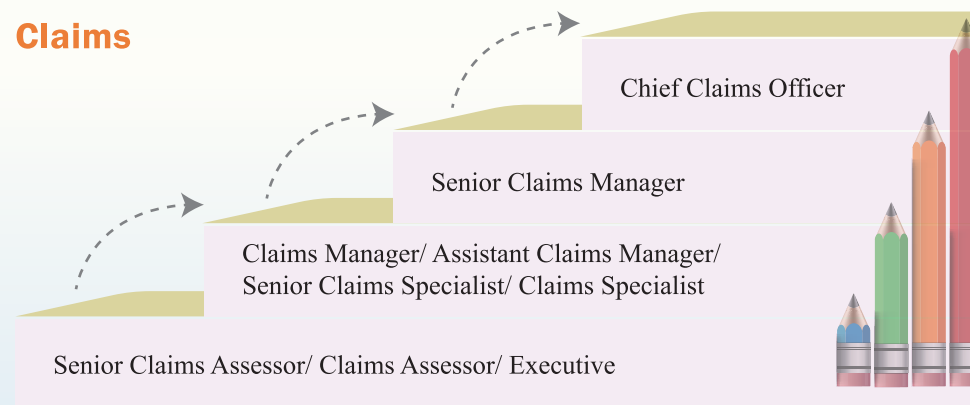 Claims
Chief Claims Officer
Senior Claims Manager
Claims Manager/ Assistant Claims Manager/
Senior Claims Specialist/ Claims Specialist
Senior Claims Assessor/ Claims Assessor/ Executive